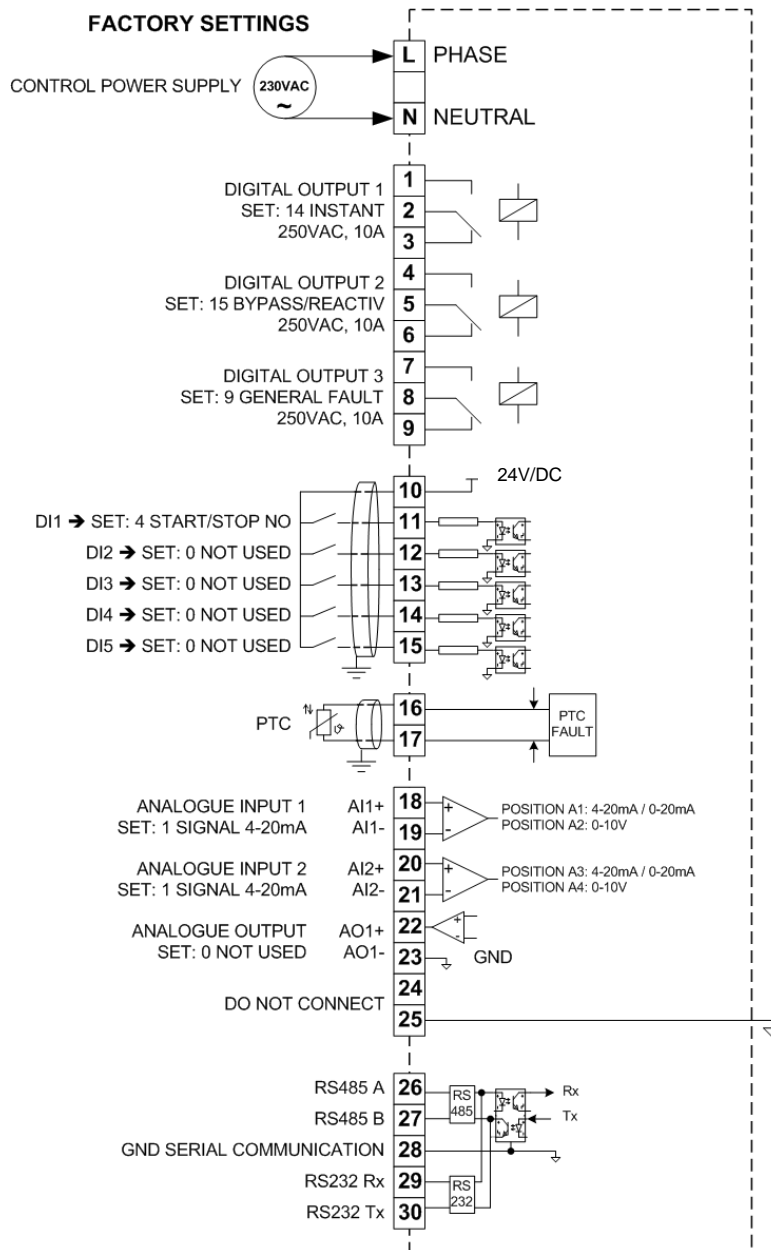 FACTORY SETTINGS
L PHASE
CONTROL POWER SUPPLY 230VAC
~
N NEUTRAL
1
DIGITAL OUTPUT 1
SET: 14 INSTANT 2
250VAC, 10A 3
4
DIGITAL OUTPUT 2
SET: 15 BYPASS/REACTIV 5
250VAC, 10A 6
7
DIGITAL OUTPUT 3
SET: 9 GENERAL FAULT 8
250VAC, 10A 9
10 24V/DC
DI1 ➔ SET: 4 START/STOP NO 11
DI2 ➔ SET: 0 NOT USED 12
DI3 ➔ SET: 0 NOT USED 13
DI4 ➔ SET: 0 NOT USED 14
DI5 ➔ SET: 0 NOT USED 15
16
PTC PTC
FAULT
17
ANALOGUE INPUT 1 AI1+ 18 + POSITION A1: 4-20mA / 0-20mA
SET: 1 SIGNAL 4-20mA AI1- 19 - POSITION A2: 0-10V
ANALOGUE INPUT 2 AI2+ 20 + POSITION A3: 4-20mA / 0-20mA
SET: 1 SIGNAL 4-20mA AI2- 21 - POSITION A4: 0-10V
ANALOGUE OUTPUT AO1+ 22 + -
SET: 0 NOT USED AO1- 23 GND
24
DO NOT CONNECT
25
RS485 A 26 RS Rx
RS485 B 27 485 Tx
GND SERIAL COMMUNICATION 28
RS232 Rx 29 RS
RS232 Tx 30 232